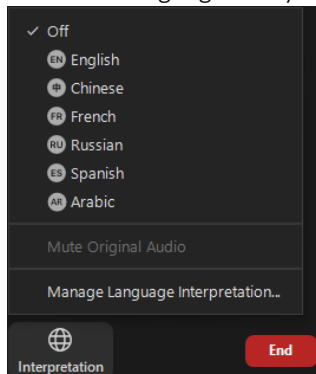 ✓ Off
EN English
中 Chinese
FR French
RU Russian
ES Spanish
AR Arabic
Mute Original Audio
Manage Language Interpretation...
Interpretation
End